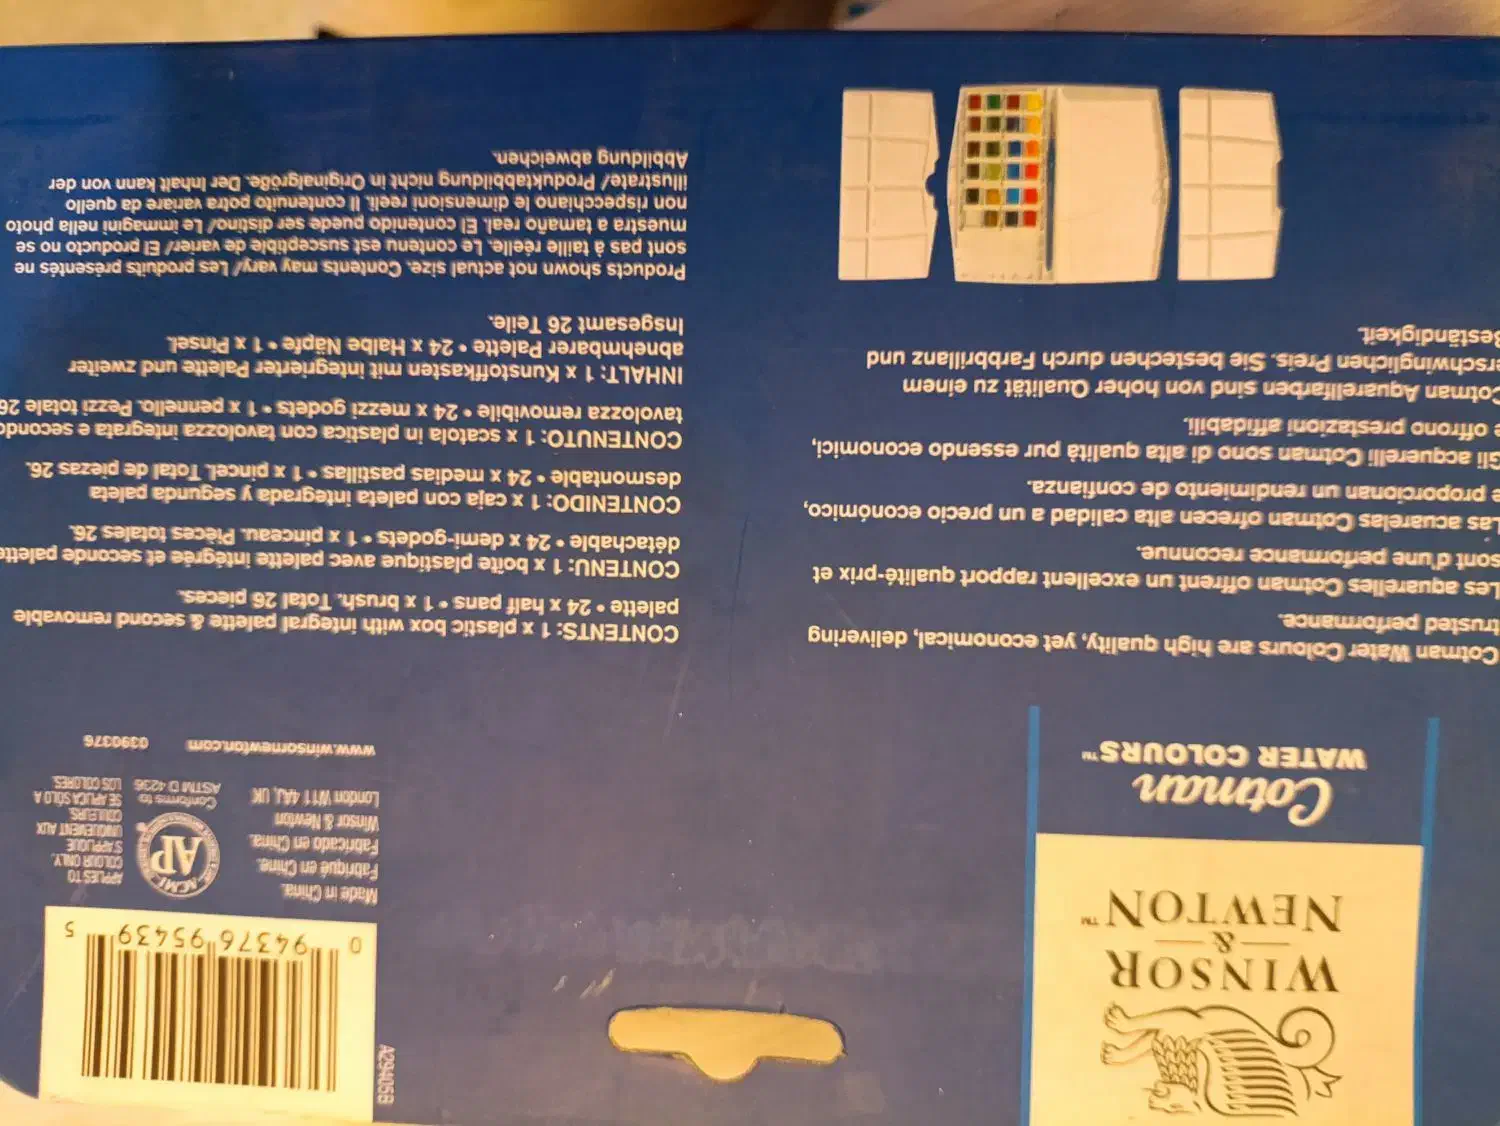 WINSOR
&
NEWTON™
Cotman
WATER COLOURS™
Cotman Water Colours are high quality, yet economical, delivering
trusted performance.
Les aquarelles Cotman offrent un excellent rapport qualité-prix et
sont d'une performance reconnue.
Las acuarelas Cotman ofrecen alta calidad a un precio económico,
e proporcionan un rendimiento de confianza.
Gli acquerelli Cotman sono di alta qualità pur essendo economici,
e offrono prestazioni affidabili.
Cotman Aquarellfarben sind von hoher Qualität zu einem
erschwinglichen Preis. Sie bestechen durch Farbbrillanz und
Beständigkeit.
A29405B
0 94376 95439 5
Made in China.
Fabriqué en Chine.
Fabricado en China.
Winsor & Newton
London W11 4AJ, UK
ACMI
AP
Conforms to
ASTM D 4236
APPLIES TO
COLOUR ONLY.
S'APPLIQUE
UNIQUEMENT AUX
COULEURS.
SE APLICA SÓLO A
LOS COLORES.
www.winsornewton.com 0390376
CONTENTS: 1 x plastic box with integral palette & second removable
palette • 24 x half pans • 1 x brush. Total 26 pieces.
CONTENU: 1 x boîte plastique avec palette intégrée et seconde palette
détachable • 24 x demi-godets • 1 x pinceau. Pièces totales 26.
CONTENIDO: 1 x caja con paleta integrada y segunda paleta
desmontable • 24 x medias pastillas • 1 x pincel. Total de piezas 26.
CONTENUTO: 1 x scatola in plastica con tavolozza integrata e second
tavolozza removibile • 24 x mezzi godets • 1 x pennello. Pezzi totale 26
INHALT: 1 x Kunstoffkasten mit integrierter Palette und zweiter
abnehmbarer Palette • 24 x Halbe Näpfe • 1 x Pinsel.
Insgesamt 26 Teile.
Products shown not actual size. Contents may vary/ Les produits présentés ne
sont pas à taille réelle. Le contenu est susceptible de varier/ El producto no se
muestra a tamaño real. El contenido puede ser distino/ Le immagini nella photo
non rispecchiano le dimensioni reeli. Il contenuto potra variare da quello
illustrate/ Produktabbildung nicht in Originalgröße. Der Inhalt kann von der
Abbildung abweichen.